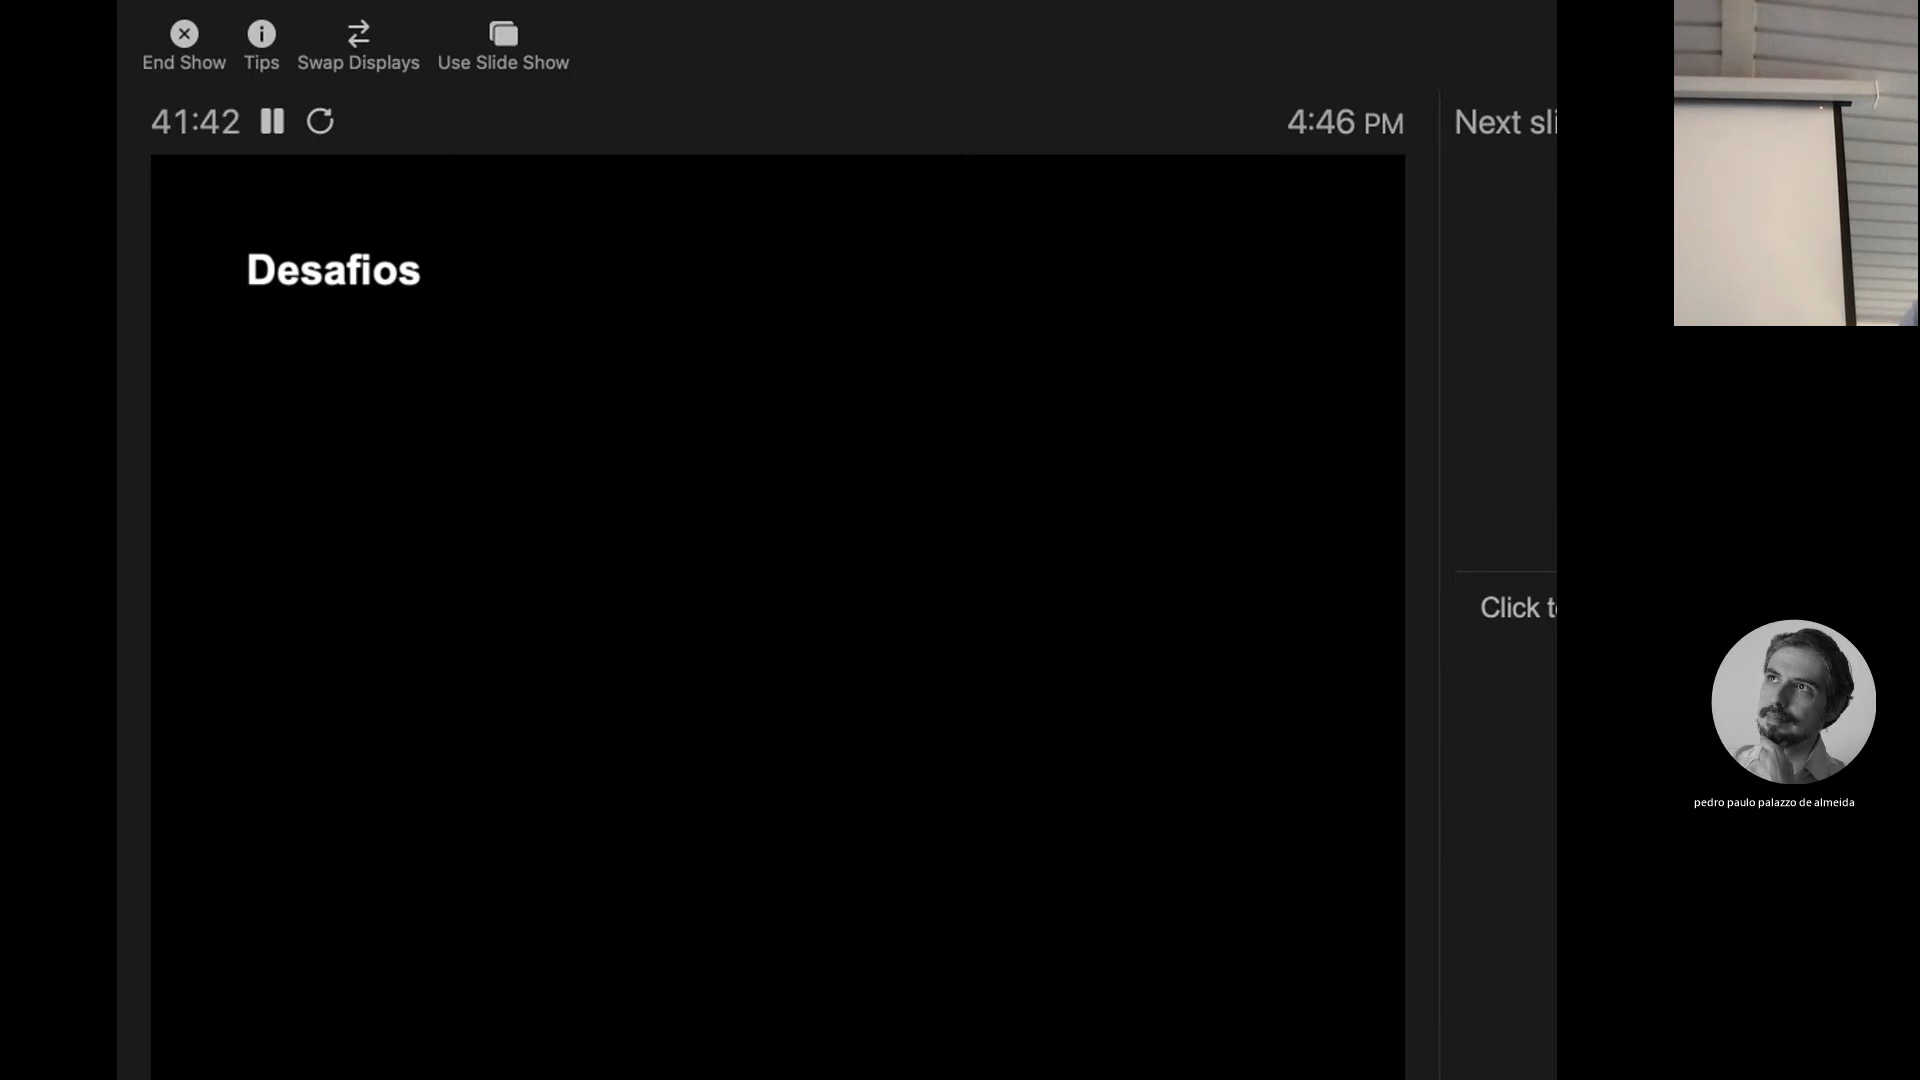 End Show
Tips
Swap Displays
Use Slide Show
41:42
4:46 PM
Next sli
Desafios
Click t
pedro paulo palazzo de almeida